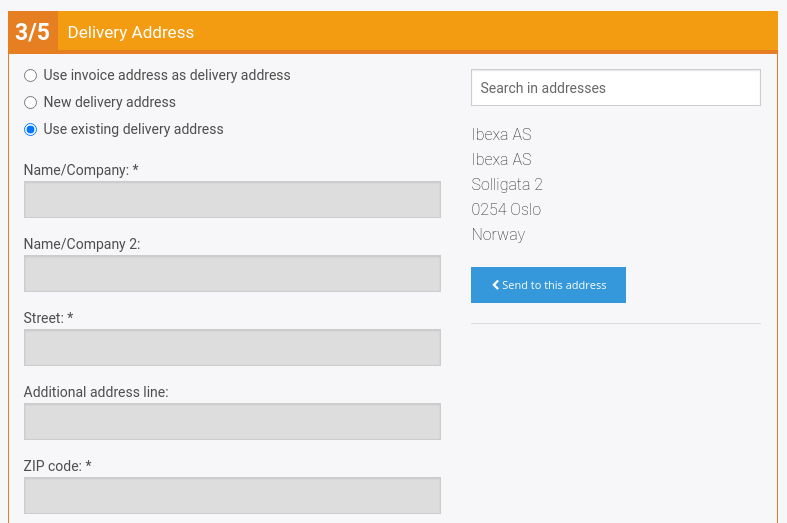 3/5 Delivery Address
Use invoice address as delivery address
New delivery address
Use existing delivery address
Name/Company: *
Name/Company 2:
Street: *
Additional address line:
ZIP code: *
Search in addresses
Ibexa AS
Ibexa AS
Solligata 2
0254 Oslo
Norway
Send to this address